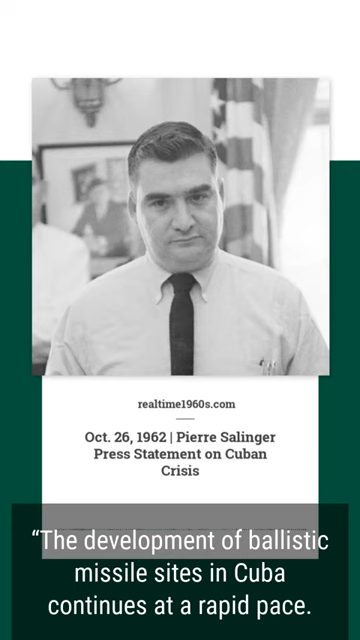 realtime1960s.com
Oct. 26, 1962 | Pierre Salinger
Press Statement on Cuban
Crisis
“The development of ballistic
missile sites in Cuba
continues at a rapid pace.